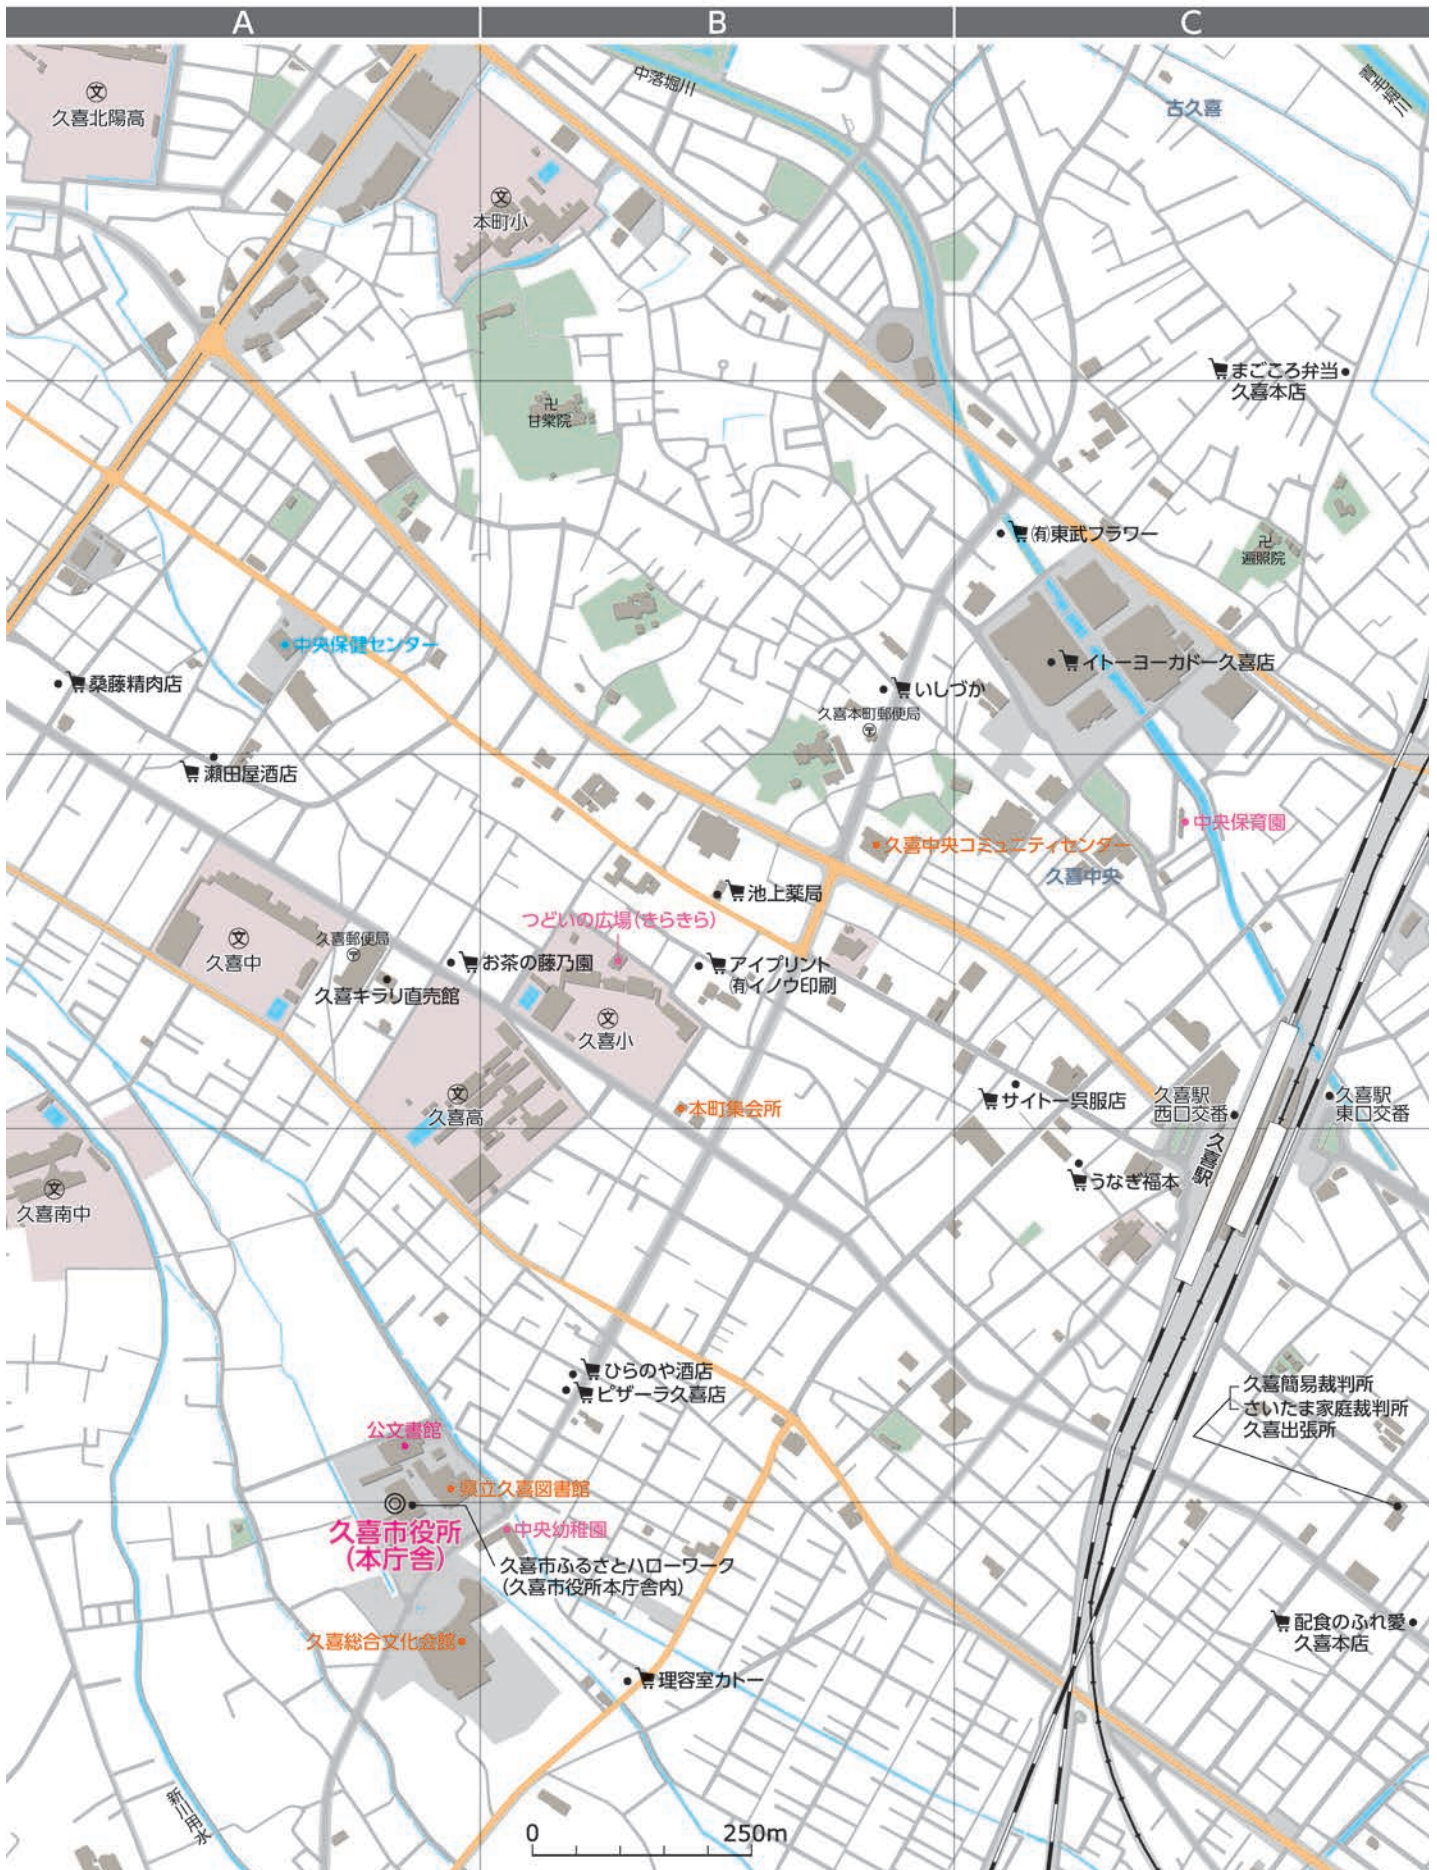 A
B
C
久喜北陽高
中落堀川
古久喜
青毛堀川
本町小
まごころ弁当
久喜本店
甘棠院
(有)東武フラワー
遍照院
中央保健センター
イトーヨーカドー久喜店
桑藤精肉店
いしづか
久喜本町郵便局
瀬田屋酒店
中央保育園
久喜中央コミュニティセンター
久喜中央
池上薬局
つどいの広場(きらきら)
久喜中
久喜郵便局
お茶の藤乃園
アイプリント
(有)イノウ印刷
久喜キラリ直売館
久喜小
久喜高
本町集会所
サイトー呉服店
久喜駅
西口交番
久喜駅
東口交番
久喜駅
うなぎ福本
久喜南中
ひらのや酒店
ピザーラ久喜店
久喜簡易裁判所
さいたま家庭裁判所
久喜出張所
公文書館
県立久喜図書館
久喜市役所
(本庁舎)
中央幼稚園
久喜市ふるさとハローワーク
(久喜市役所本庁舎内)
久喜総合文化会館
配食のふれ愛
久喜本店
理容室カトー
新川用水
0
250m